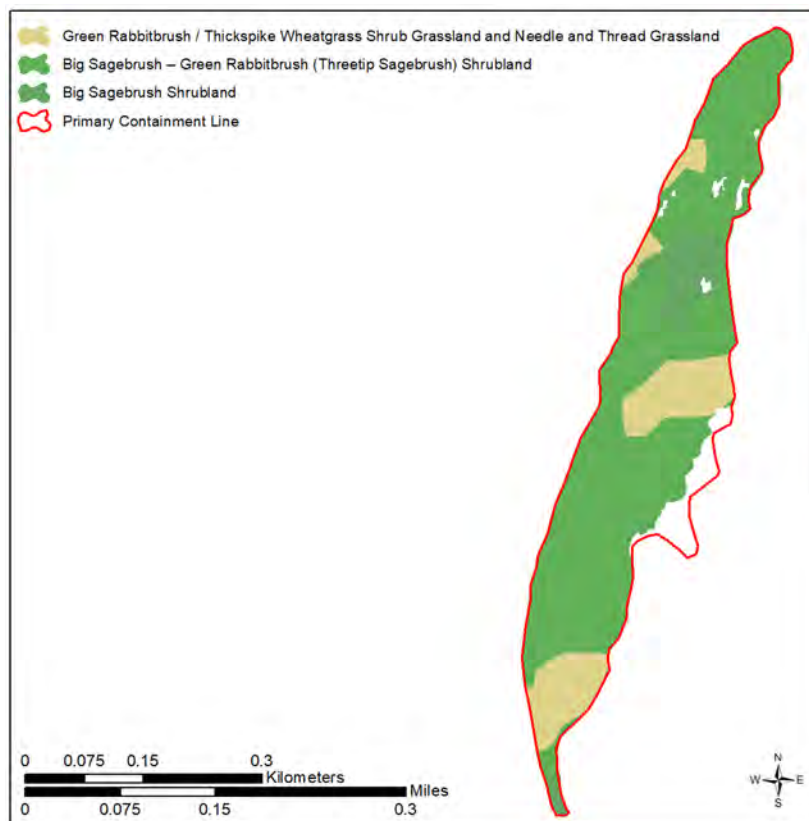 Green Rabbitbrush / Thickspike Wheatgrass Shrub Grassland and Needle and Thread Grassland
Big Sagebrush – Green Rabbitbrush (Threetip Sagebrush) Shrubland
Big Sagebrush Shrubland
Primary Containment Line
0 0.075 0.15 0.3
Kilometers
Miles
0 0.075 0.15 0.3
N
W E
S